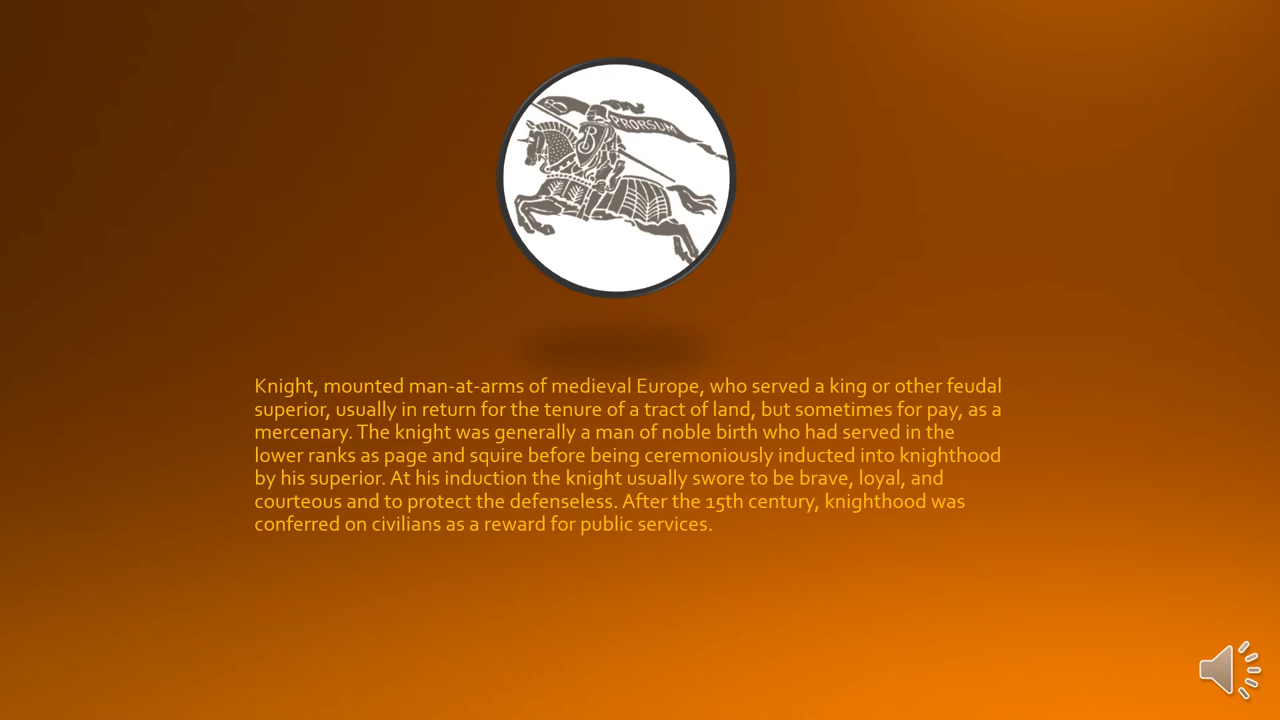 B
PRORSUM
B
Knight, mounted man-at-arms of medieval Europe, who served a king or other feudal
superior, usually in return for the tenure of a tract of land, but sometimes for pay, as a
mercenary. The knight was generally a man of noble birth who had served in the
lower ranks as page and squire before being ceremoniously inducted into knighthood
by his superior. At his induction the knight usually swore to be brave, loyal, and
courteous and to protect the defenseless. After the 15th century, knighthood was
conferred on civilians as a reward for public services.